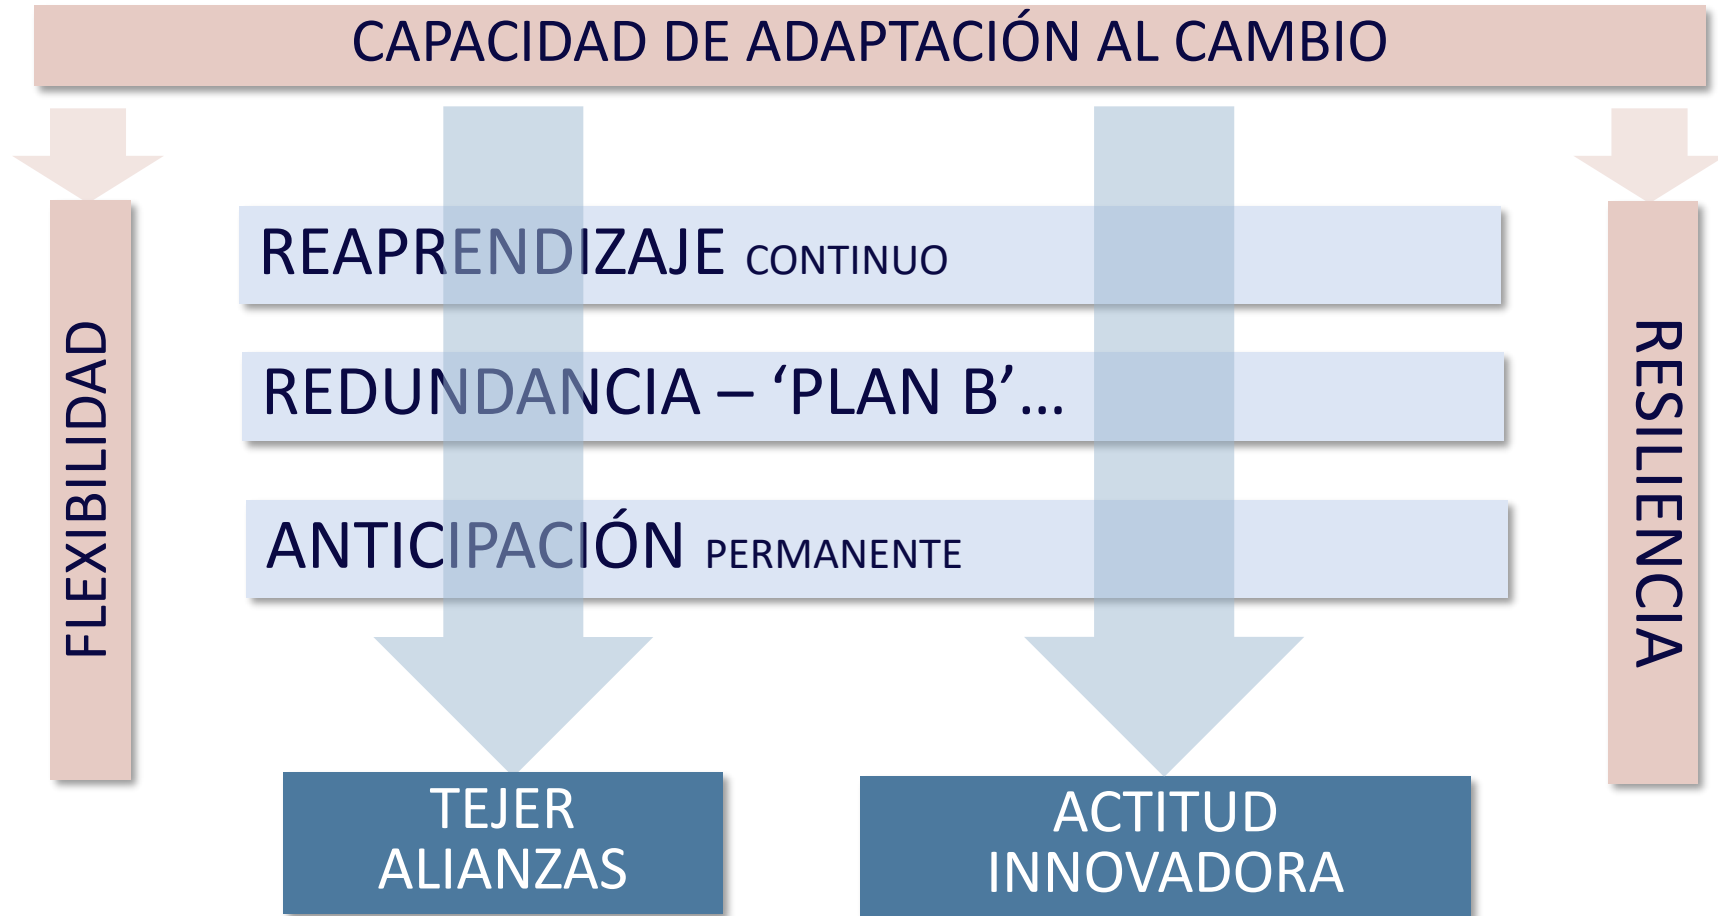 CAPACIDAD DE ADAPTACIÓN AL CAMBIO
FLEXIBILIDAD
REAPRENDIZAJE CONTINUO
REDUNDANCIA – ‘PLAN B’...
ANTICIPACIÓN PERMANENTE
RESILIENCIA
TEJER
ALIANZAS
ACTITUD
INNOVADORA